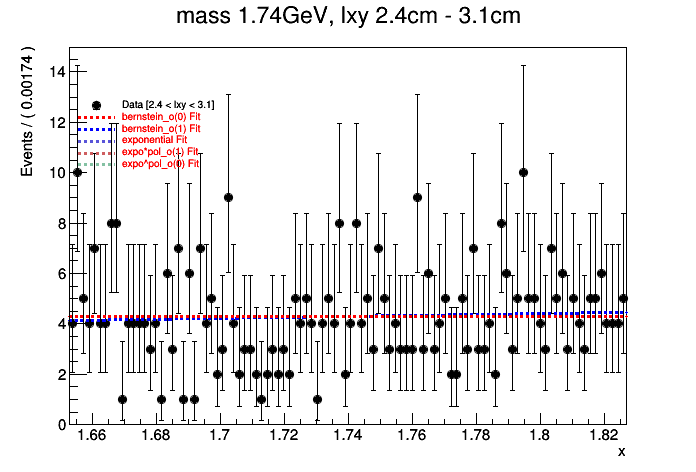 mass 1.74GeV, lxy 2.4cm - 3.1cm
Events / ( 0.00174 )
14
12
10
8
6
4
2
0
Data [2.4 < lxy < 3.1]
bernstein_o(0) Fit
bernstein_o(1) Fit
exponential Fit
expo*pol_o(1) Fit
expo^pol_o(0) Fit
1.66 1.68 1.7 1.72 1.74 1.76 1.78 1.8 1.82
x